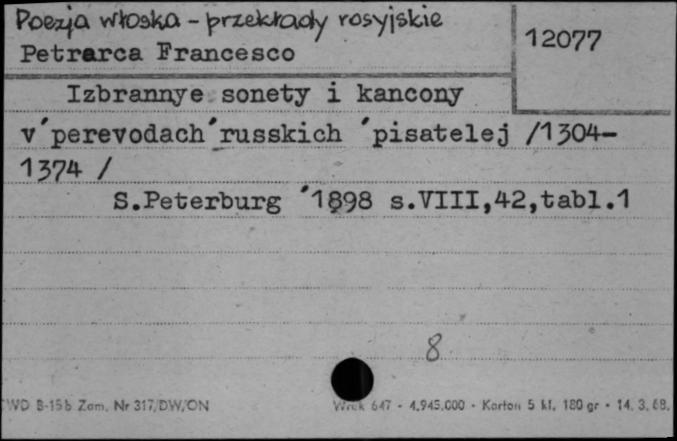 Poezja włoska - przekłady rosyjskie
Petrarca Francesco
12077
Izbrannye sonety i kancony
v'perevodach'russkich 'pisatelej /1304-
1374 /
S.Peterburg '1898 s.VIII,42,tabl.1
8
CWD B-15b Zam. Nr 317/DW/ON 647 - 4.945.000 - Karton 5 kl. 180 gr - 14. 3. 68.